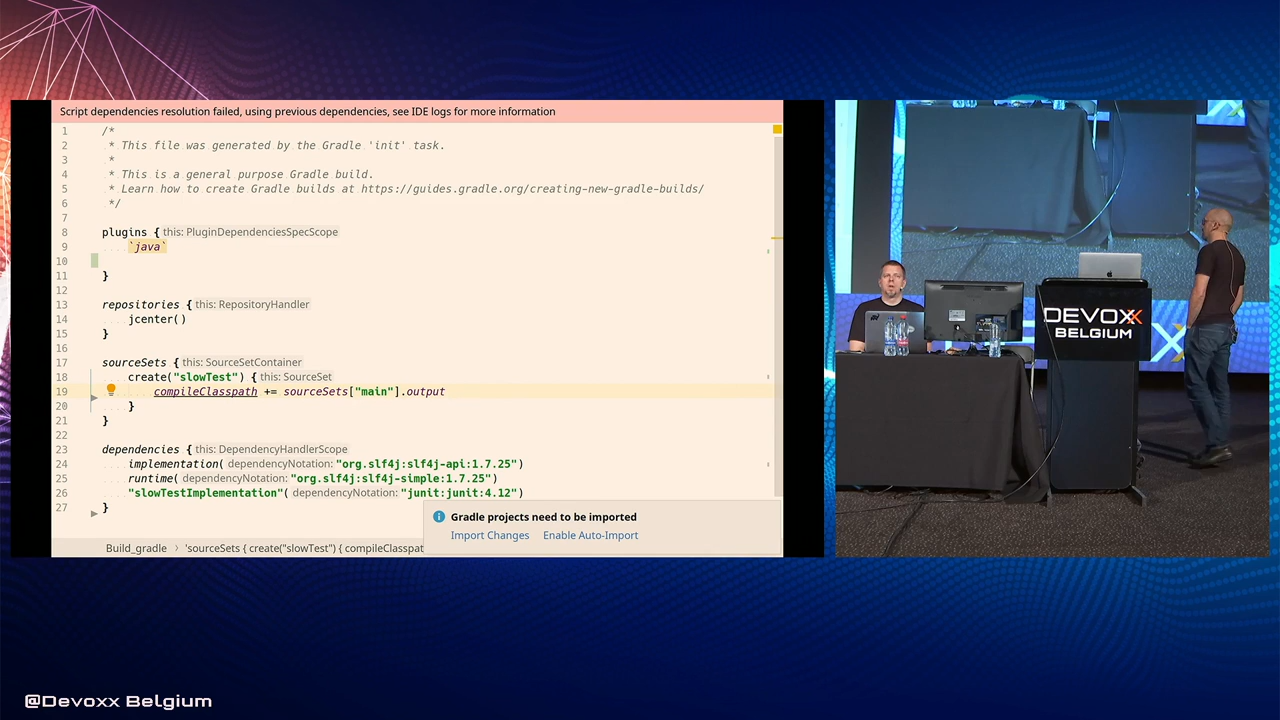 Script dependencies resolution failed, using previous dependencies, see IDE logs for more information
1 /*
2 * This file was generated by the Gradle 'init' task.
3 *
4 * This is a general purpose Gradle build.
5 * Learn how to create Gradle builds at https://guides.gradle.org/creating-new-gradle-builds/
6 */
7
8 plugins { this: PluginDependenciesSpecScope
9 `java`
10
11 }
12
13 repositories { this: RepositoryHandler
14 jcenter()
15 }
16
17 sourceSets { this: SourceSetContainer
18 create("slowTest") { this: SourceSet
19 compileClasspath += sourceSets["main"].output
20 }
21 }
22
23 dependencies { this: DependencyHandlerScope
24 implementation( dependencyNotation: "org.slf4j:slf4j-api:1.7.25")
25 runtime( dependencyNotation: "org.slf4j:slf4j-simple:1.7.25")
26 "slowTestImplementation"( dependencyNotation: "junit:junit:4.12")
27 }
Gradle projects need to be imported
Import Changes Enable Auto-Import
Build_gradle › 'sourceSets { create("slowTest") { compileClasspat
DEVOXX
BELGIUM
@Devoxx Belgium